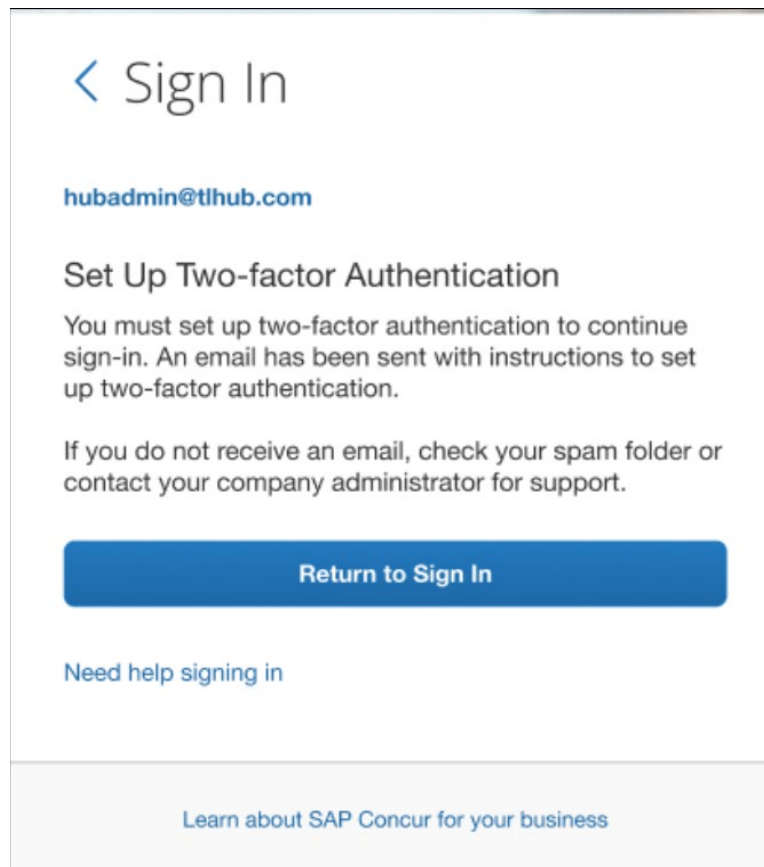 Sign In
hubadmin@tlhub.com
Set Up Two-factor Authentication
You must set up two-factor authentication to continue
sign-in. An email has been sent with instructions to set
up two-factor authentication.
If you do not receive an email, check your spam folder or
contact your company administrator for support.
Return to Sign In
Need help signing in
Learn about SAP Concur for your business